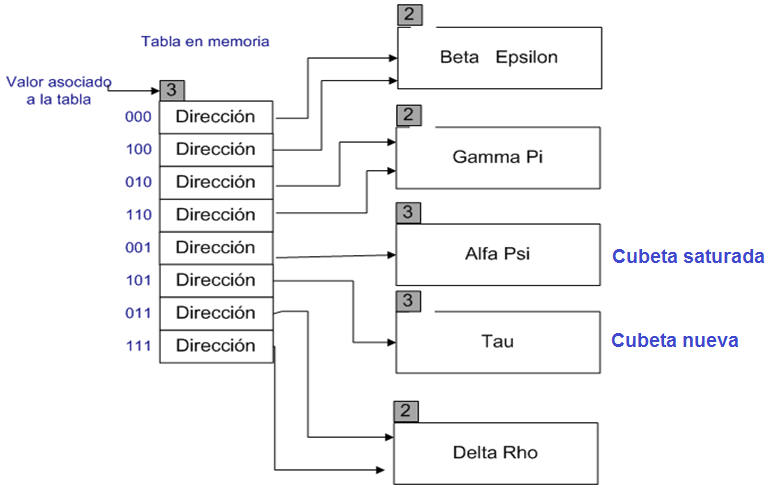 Tabla en memoria
Valor asociado
a la tabla
3
000 Dirección
100 Dirección
010 Dirección
110 Dirección
001 Dirección
101 Dirección
011 Dirección
111 Dirección
2
Beta Epsilon
2
Gamma Pi
3
Alfa Psi
Cubeta saturada
3
Tau
Cubeta nueva
2
Delta Rho